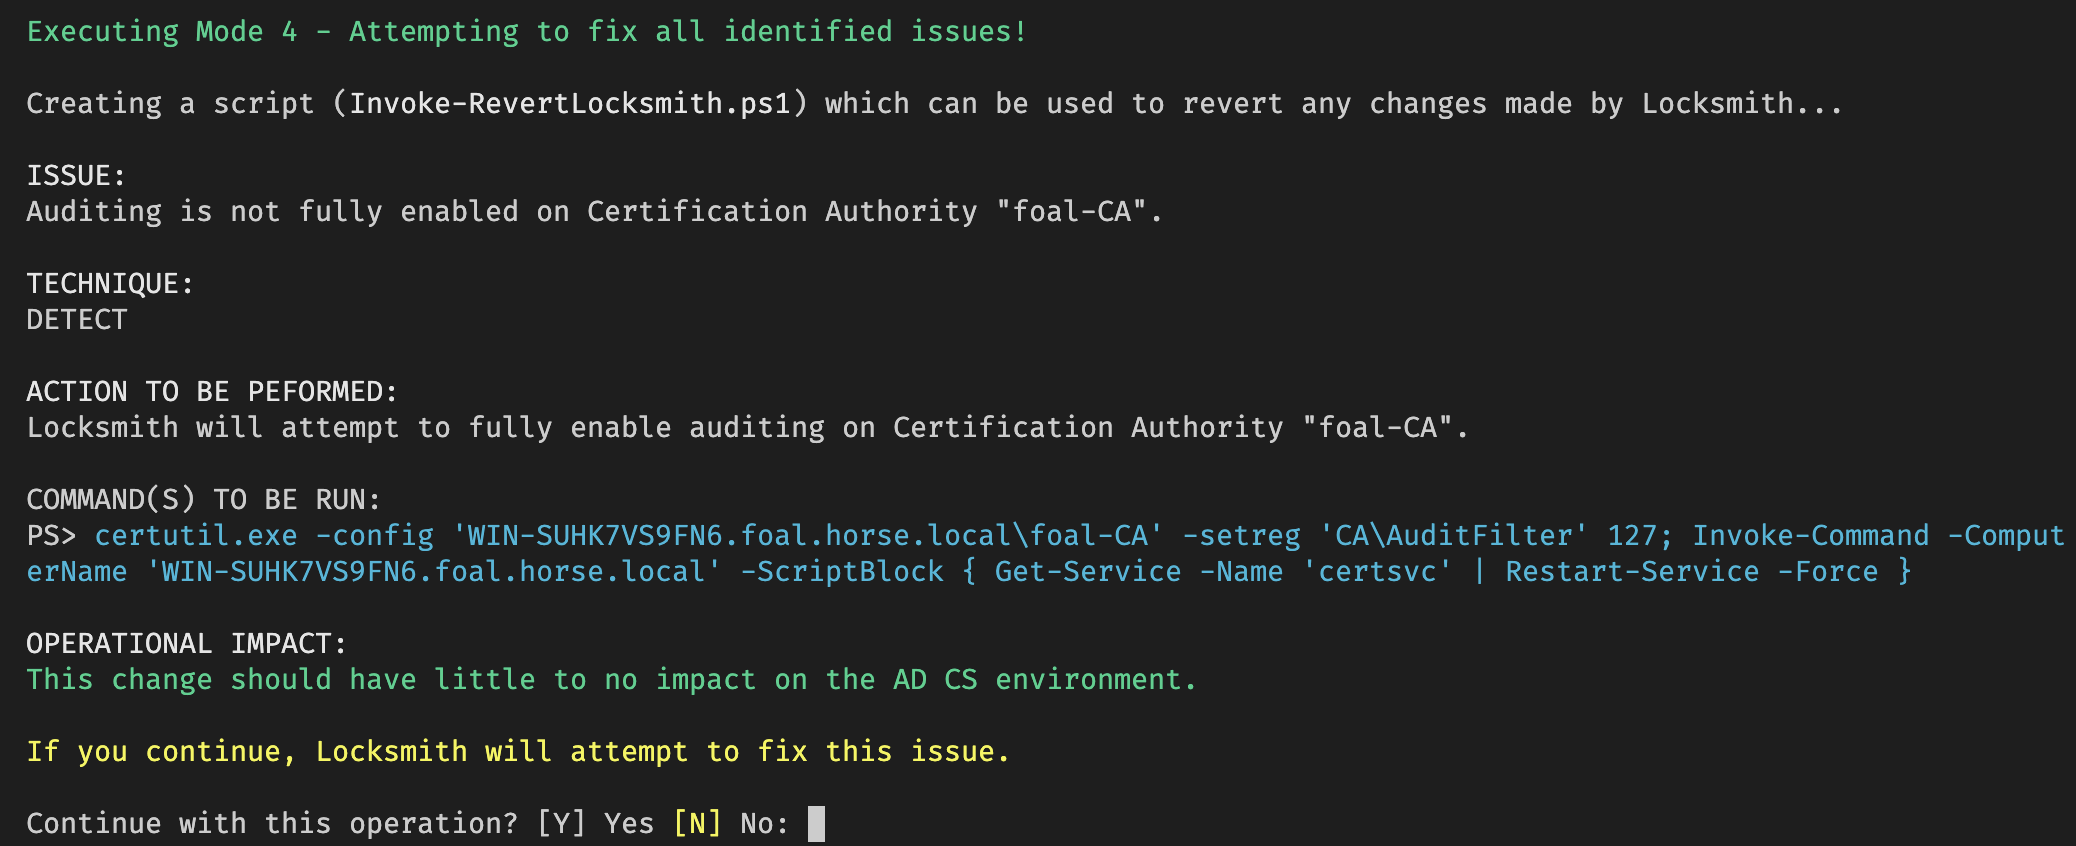 Executing Mode 4 - Attempting to fix all identified issues!
Creating a script (Invoke-RevertLocksmith.ps1) which can be used to revert any changes made by Locksmith...
ISSUE:
Auditing is not fully enabled on Certification Authority "foal-CA".
TECHNIQUE:
DETECT
ACTION TO BE PEFORMED:
Locksmith will attempt to fully enable auditing on Certification Authority "foal-CA".
COMMAND(S) TO BE RUN:
PS> certutil.exe -config 'WIN-SUHK7VS9FN6.foal.horse.local\foal-CA' -setreg 'CA\AuditFilter' 127; Invoke-Command -Comput
erName 'WIN-SUHK7VS9FN6.foal.horse.local' -ScriptBlock { Get-Service -Name 'certsvc' | Restart-Service -Force }
OPERATIONAL IMPACT:
This change should have little to no impact on the AD CS environment.
If you continue, Locksmith will attempt to fix this issue.
Continue with this operation? [Y] Yes [N] No: